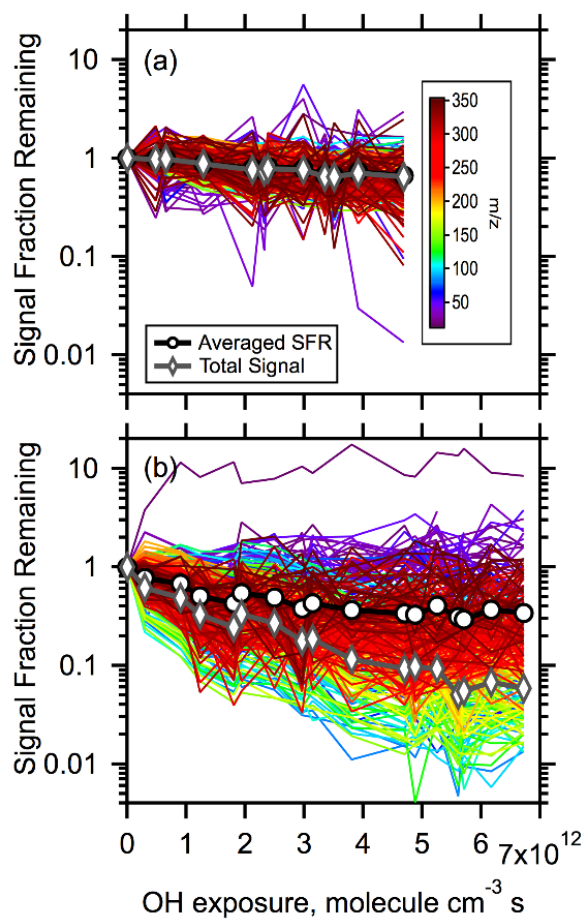 (a)
Signal Fraction Remaining
10
1
0.1
0.01
350
300
250
200
150
100
50
m/z
Averaged SFR
Total Signal
(b)
Signal Fraction Remaining
10
1
0.1
0.01
0 1 2 3 4 5 6 7x10¹²
OH exposure, molecule cm⁻³ s